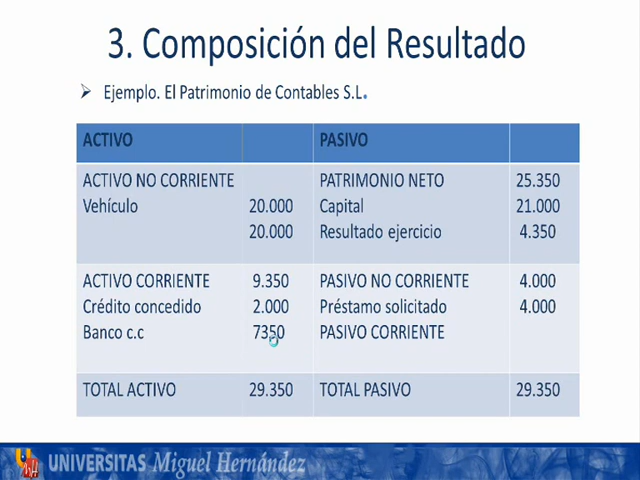 3. Composición del Resultado
Ejemplo. El Patrimonio de Contables S.L.
ACTIVO PASIVO
ACTIVO NO CORRIENTE PATRIMONIO NETO 25.350
Vehículo 20.000 Capital 21.000
20.000 Resultado ejercicio 4.350
ACTIVO CORRIENTE 9.350 PASIVO NO CORRIENTE 4.000
Crédito concedido 2.000 Préstamo solicitado 4.000
Banco c.c 7350 PASIVO CORRIENTE
TOTAL ACTIVO 29.350 TOTAL PASIVO 29.350
UNIVERSITAS Miguel Hernández